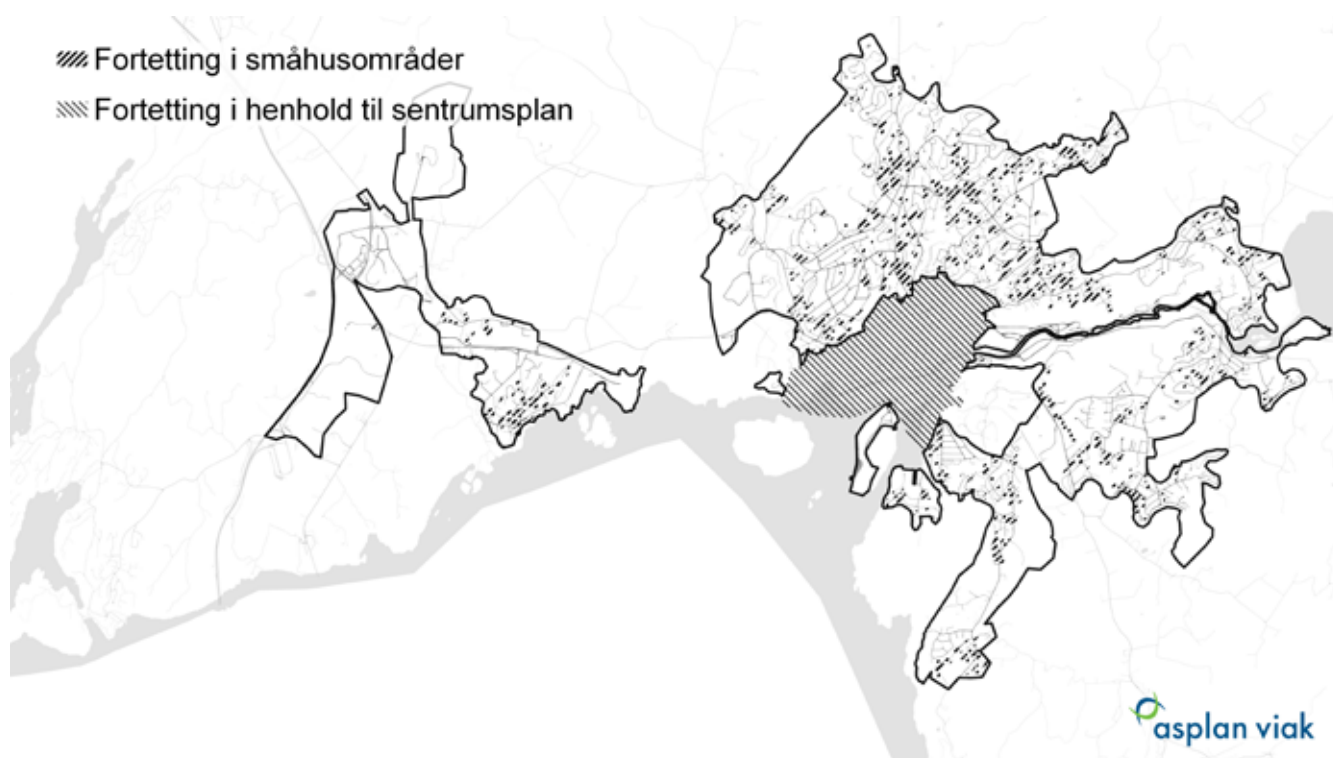 Fortetting i småhusområder
Fortetting i henhold til sentrumsplan
asplan viak